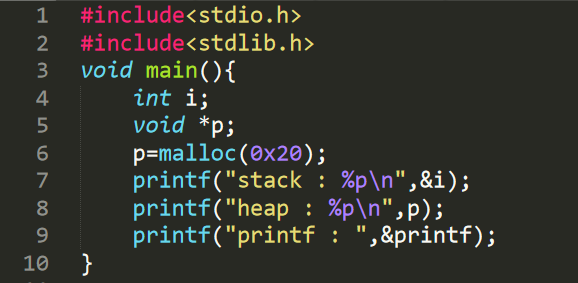 1 #include<stdio.h>
2 #include<stdlib.h>
3 void main(){
4     int i;
5     void *p;
6     p=malloc(0x20);
7     printf("stack : %p\n",&i);
8     printf("heap : %p\n",p);
9     printf("printf : ",&printf);
10 }